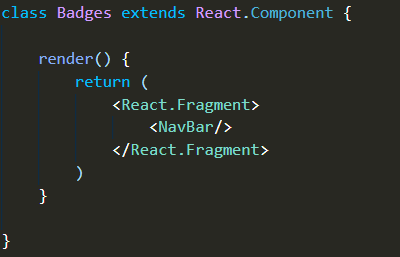 class Badges extends React.Component {
render() {
return (
<React.Fragment>
<NavBar/>
</React.Fragment>
)
}
}